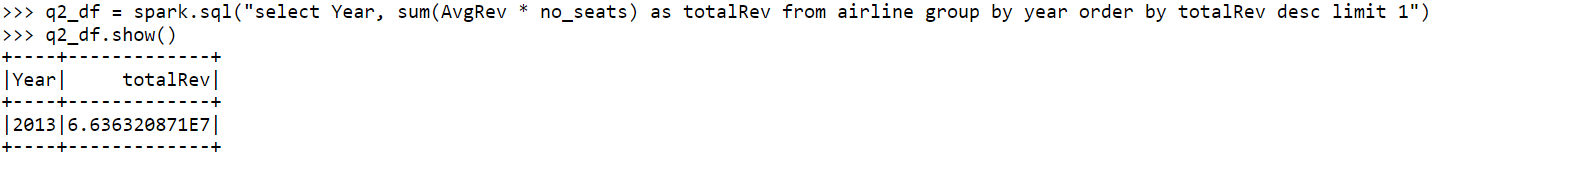 >>> q2_df = spark.sql("select Year, sum(AvgRev * no_seats) as totalRev from airline group by year order by totalRev desc limit 1")
>>> q2_df.show()
+----+-------------+
|Year|     totalRev|
+----+-------------+
|2013|6.636320871E7|
+----+-------------+